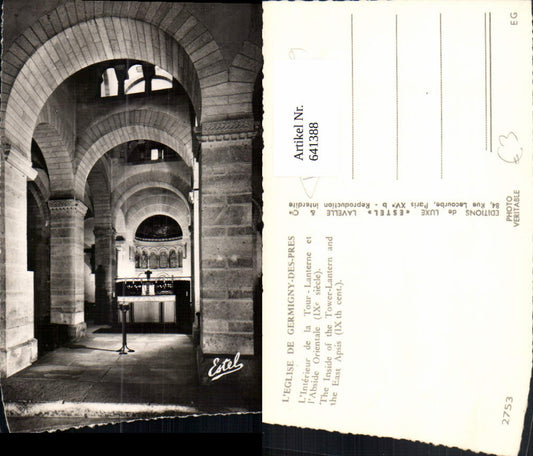 Estel
Artikel Nr.
641388
EG
€3
L'EGLISE DE GERMIGNY-DES-PRES
L'Intérieur de la Tour-Lanterne et
l'Abside Orientale (IXe siècle).
The Inside of the Tower-Lantern and
the East Apsis (IX th cent.).
EDITIONS de LUXE «ESTEL» LAVELLE & Cie
84, Rue Lecourbe, Paris XVe b - Reproduction interdite
PHOTO
VERITABLE
2753